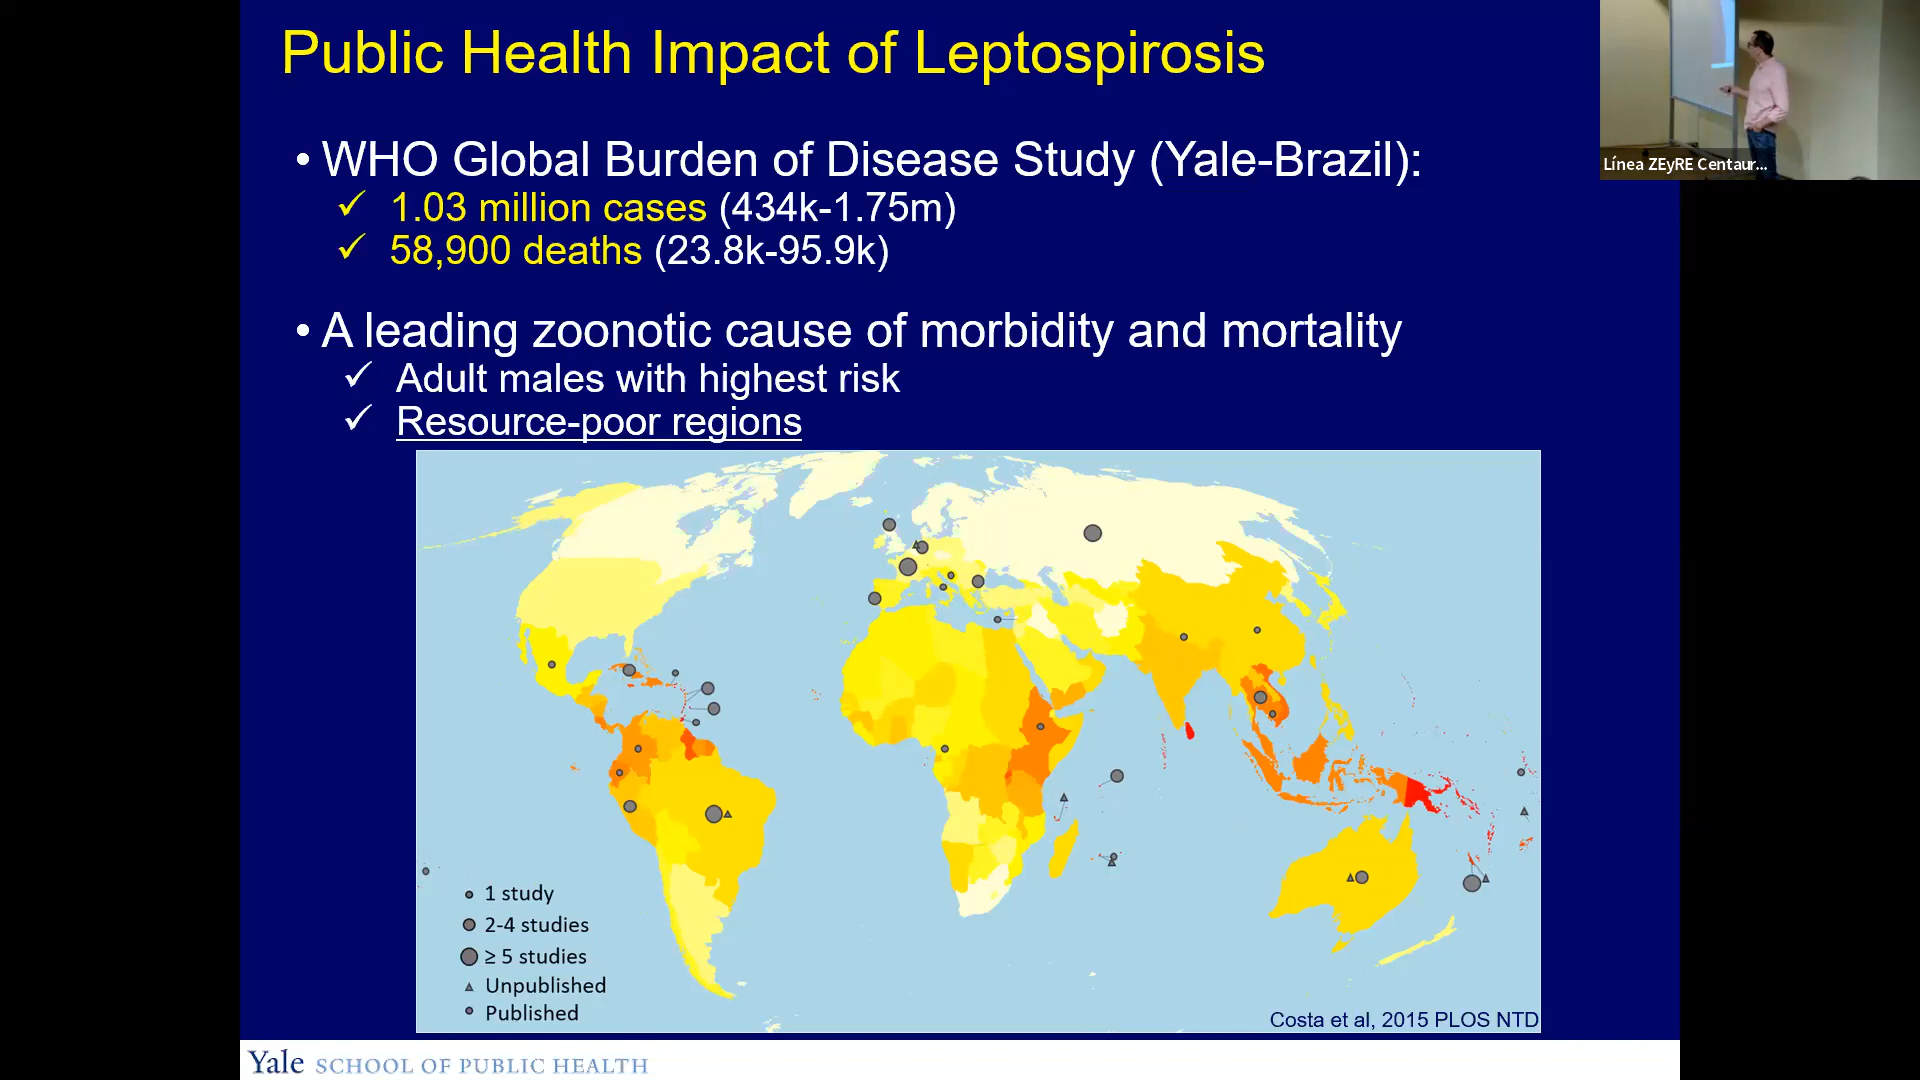 Public Health Impact of Leptospirosis
• WHO Global Burden of Disease Study (Yale-Brazil):
✓ 1.03 million cases (434k-1.75m)
✓ 58,900 deaths (23.8k-95.9k)
• A leading zoonotic cause of morbidity and mortality
✓ Adult males with highest risk
✓ Resource-poor regions
1 study
2-4 studies
≥ 5 studies
Unpublished
Published
Costa et al, 2015 PLOS NTD
Yale SCHOOL OF PUBLIC HEALTH
Línea ZEyRE Centaur...